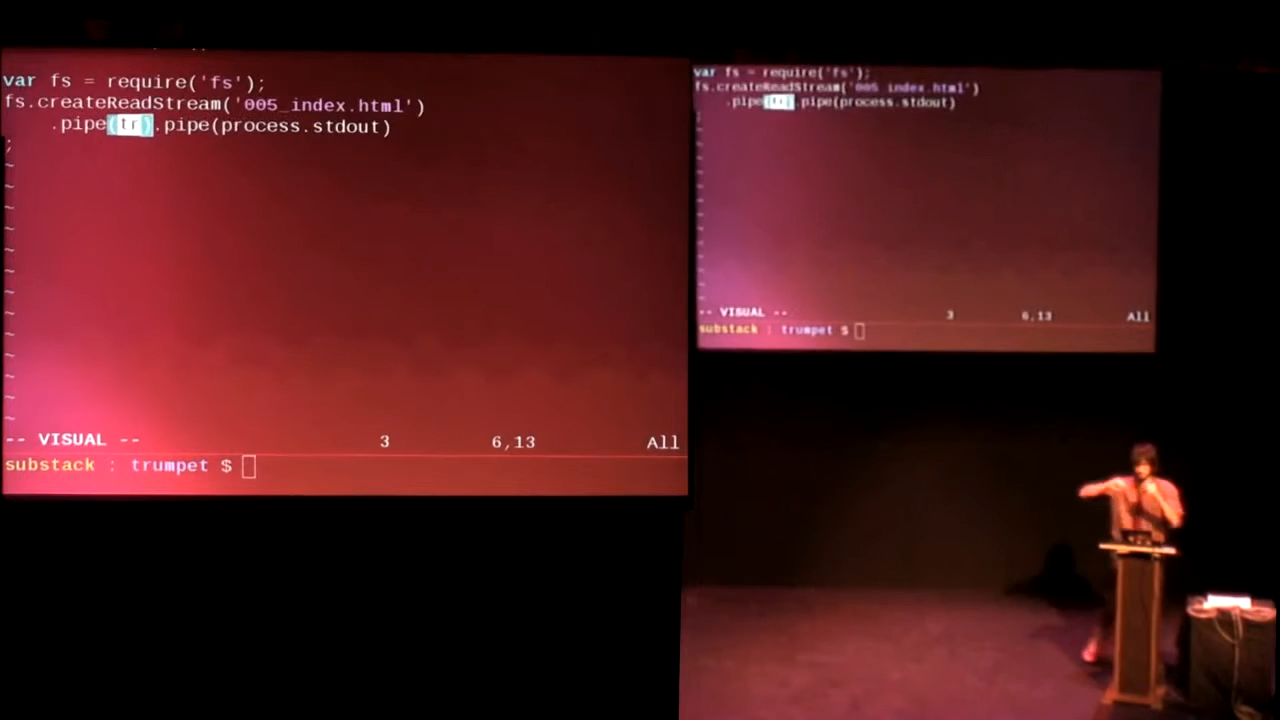 var fs = require('fs');
fs.createReadStream('005_index.html')
.pipe(tr).pipe(process.stdout)
;
~
~
~
~
~
~
~
~
~
~
~
~
~
-- VISUAL -- 3 6,13 All
substack : trumpet $
var fs = require('fs');
fs.createReadStream('005_index.html')
.pipe(tr).pipe(process.stdout)
-- VISUAL -- 3 6,13 All
substack : trumpet $